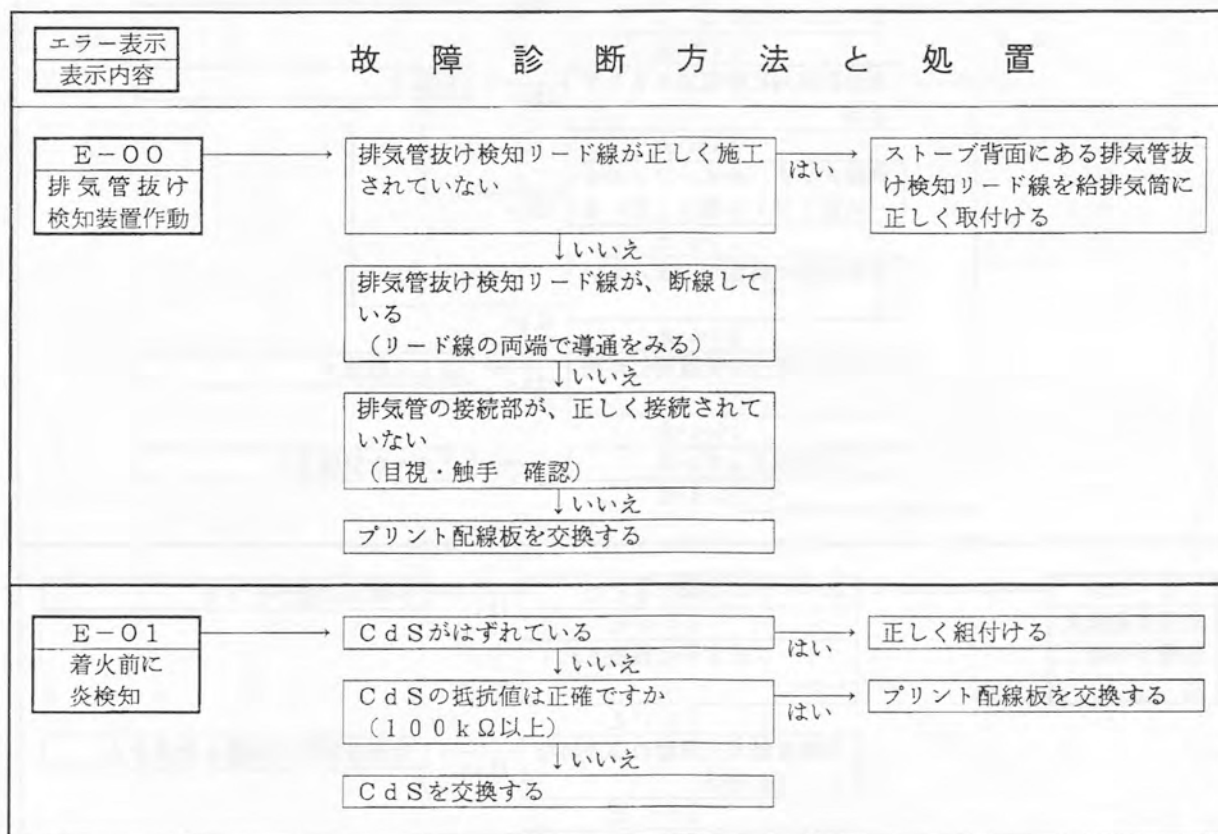 エラー表示
表示内容
故障診断方法と処置
E-00
排気管抜け
検知装置作動
排気管抜け検知リード線が正しく施工
されていない
はい
ストーブ背面にある排気管抜
け検知リード線を給排気筒に
正しく取付ける
↓いいえ
排気管抜け検知リード線が、断線して
いる
(リード線の両端で導通をみる)
↓いいえ
排気管の接続部が、正しく接続されて
いない
(目視・触手 確認)
↓いいえ
プリント配線板を交換する
E-01
着火前に
炎検知
CdSがはずれている
はい
正しく組付ける
↓いいえ
CdSの抵抗値は正確ですか
(100kΩ以上)
はい
プリント配線板を交換する
↓いいえ
CdSを交換する